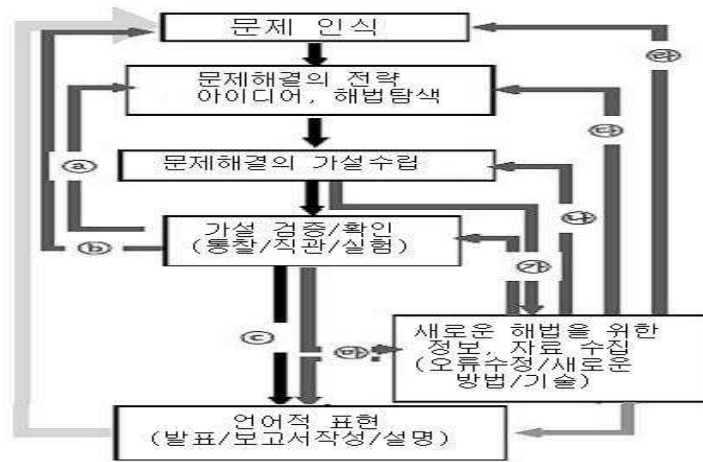 문제 인식
㉱
문제해결의 전략
아이디어, 해법탐색
㉰
ⓐ
문제해결의 가설수립
㉯
가설 검증/확인
(통찰/직관/실험)
ⓑ
㉮
새로운 해법을 위한
정보, 자료 수집
(오류수정/새로운
방법/기술)
ⓒ
㉲
언어적 표현
(발표/보고서작성/설명)